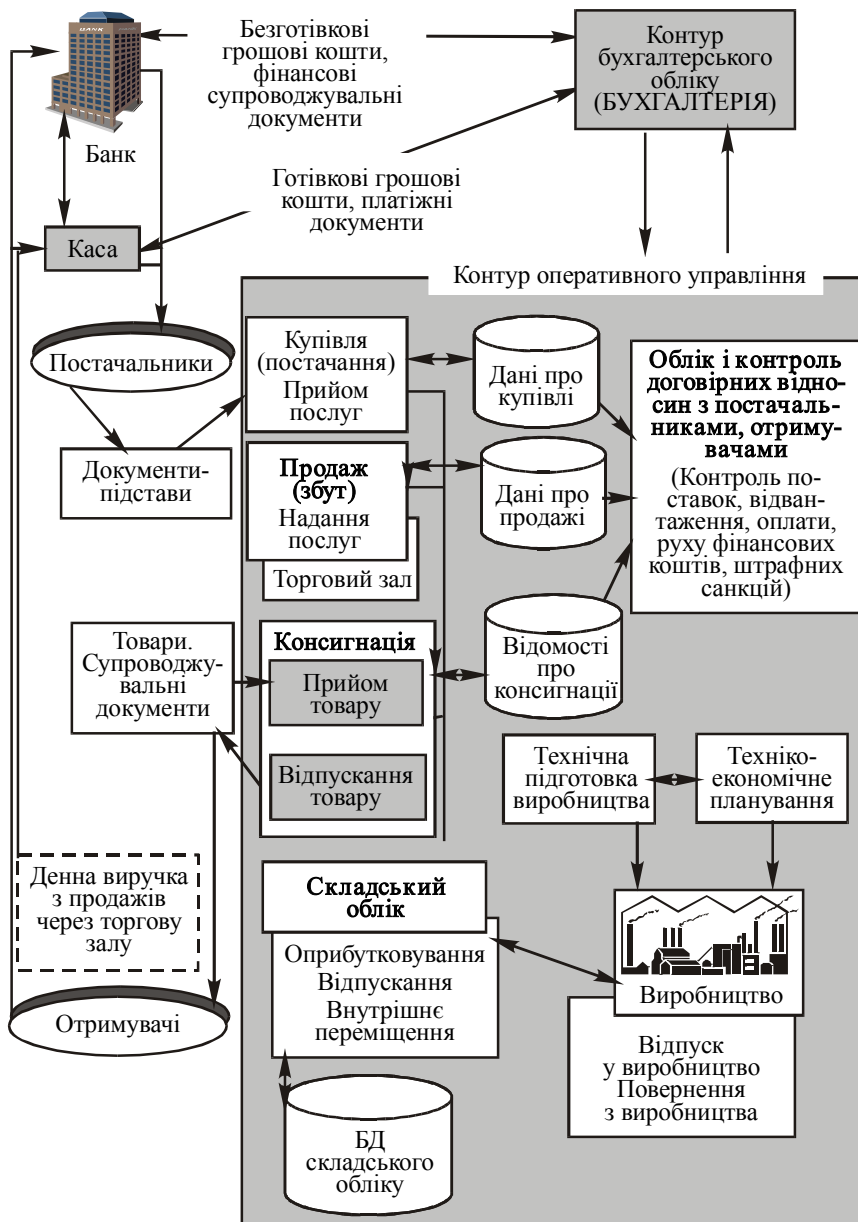 BANK
Банк
Безготівкові
грошові кошти,
фінансові
супроводжувальні
документи
Контур
бухгалтерського
обліку
(БУХГАЛТЕРІЯ)
Готівкові грошові
кошти, платіжні
документи
Каса
Контур оперативного управління
Постачальники
Документи-
підстави
Купівля
(постачання)
Прийом
послуг
Дані про
купівлі
Облік і контроль
договірних відно-
син з постачаль-
никами, отриму-
вачами
(Контроль по-
ставок, відван-
таження, оплати,
руху фінансових
коштів, штрафних
санкцій)
Продаж
(збут)
Надання
послуг
Торговий зал
Дані про
продажі
Товари.
Супроводжу-
вальні
документи
Консигнація
Прийом
товару
Відпускання
товару
Відомості
про
консигнації
Технічна
підготовка
виробництва
Техніко-
економічне
планування
Денна виручка
з продажів
через торгову
залу
Складський
облік
Оприбутковування
Відпускання
Внутрішнє
переміщення
Виробництво
Отримувачі
Відпуск
у виробництво
Повернення
з виробництва
БД
складського
обліку